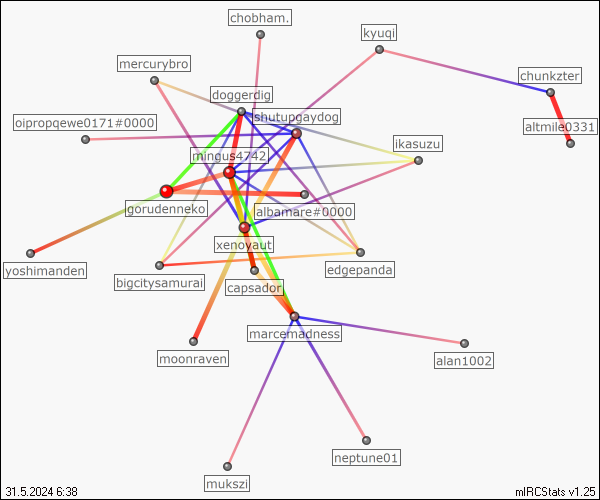 chobham.
kyuqi
mercurybro
chunkzter
doggerdig
shutupgaydog
oipropqewe0171#0000
altmile0331
ikasuzu
mingus4742
gorudenneko
albamare#0000
xenoyaut
yoshimanden
edgepanda
bigcitysamurai
capsador
marcemadness
moonraven
alan1002
neptune01
mukszi
31.5.2024 6:38
mIRCStats v1.25